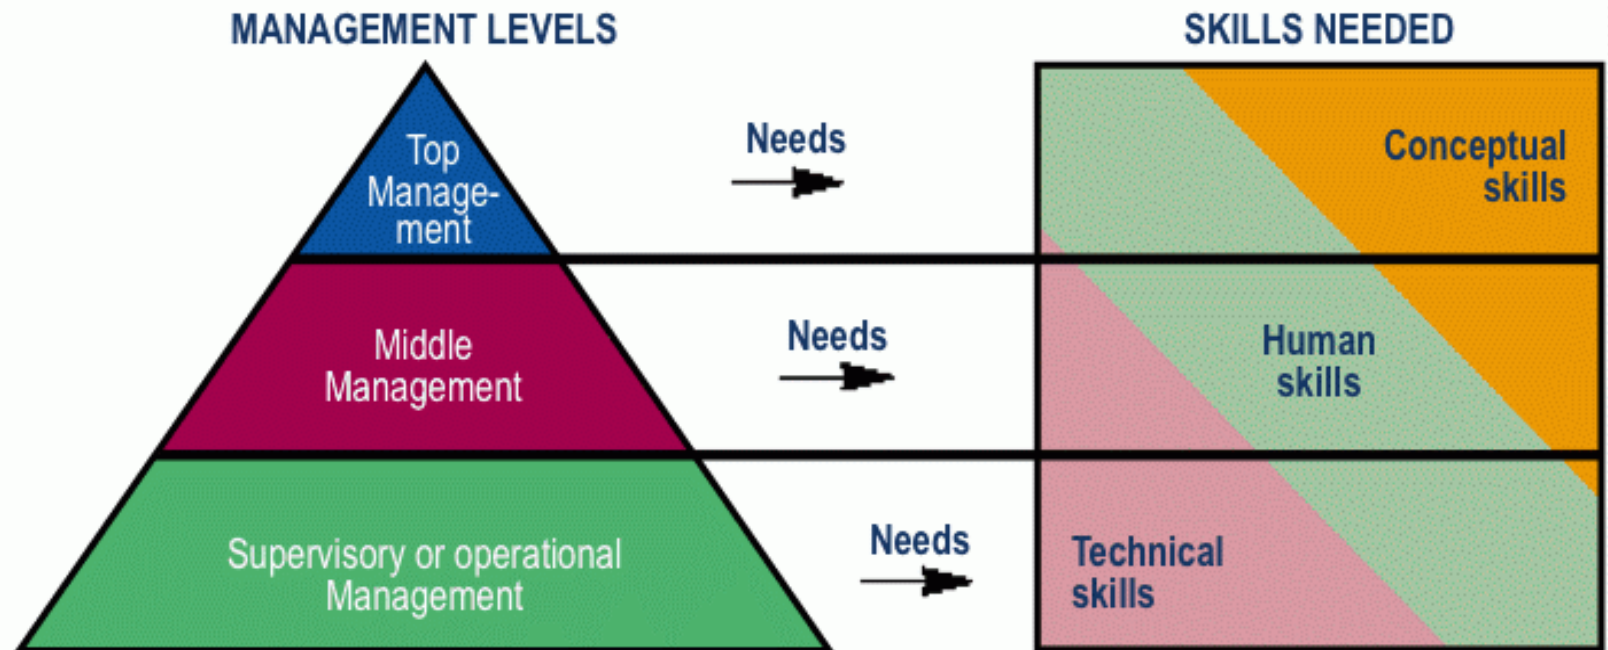 MANAGEMENT LEVELS
SKILLS NEEDED
Top
Manage-
ment
Needs
Conceptual
skills
Middle
Management
Needs
Human
skills
Supervisory or operational
Management
Needs
Technical
skills